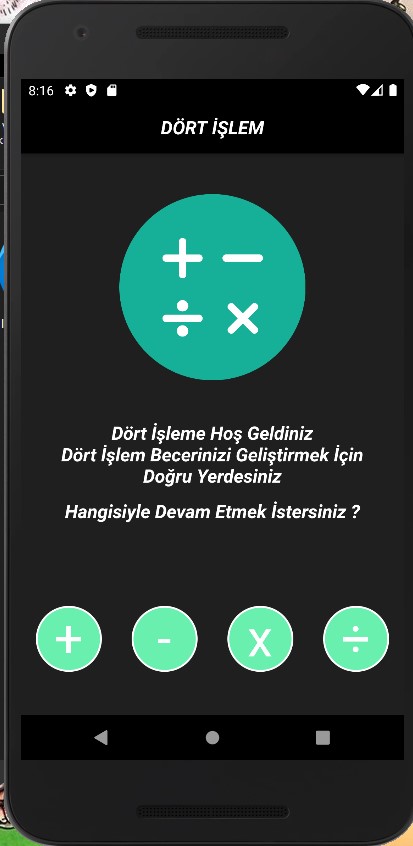 8:16
DÖRT İŞLEM
+ −
÷ ×
Dört İşleme Hoş Geldiniz
Dört İşlem Becerinizi Geliştirmek İçin
Doğru Yerdesiniz
Hangisiyle Devam Etmek İstersiniz ?
+ - x ÷